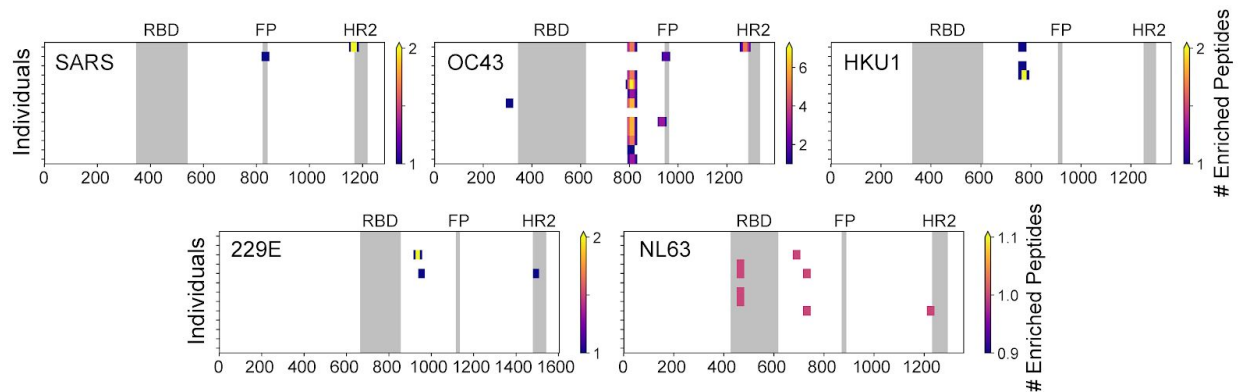 RBD FP HR2
SARS
Individuals
0 200 400 600 800 1000 1200
2
1
RBD FP HR2
OC43
0 200 400 600 800 1000 1200
6
4
2
RBD FP HR2
HKU1
0 200 400 600 800 1000 1200
2
1
# Enriched Peptides
RBD FP HR2
229E
Individuals
0 200 400 600 800 1000 1200 1400 1600
2
1
RBD FP HR2
NL63
0 200 400 600 800 1000 1200
1.1
1.0
0.9
# Enriched Peptides